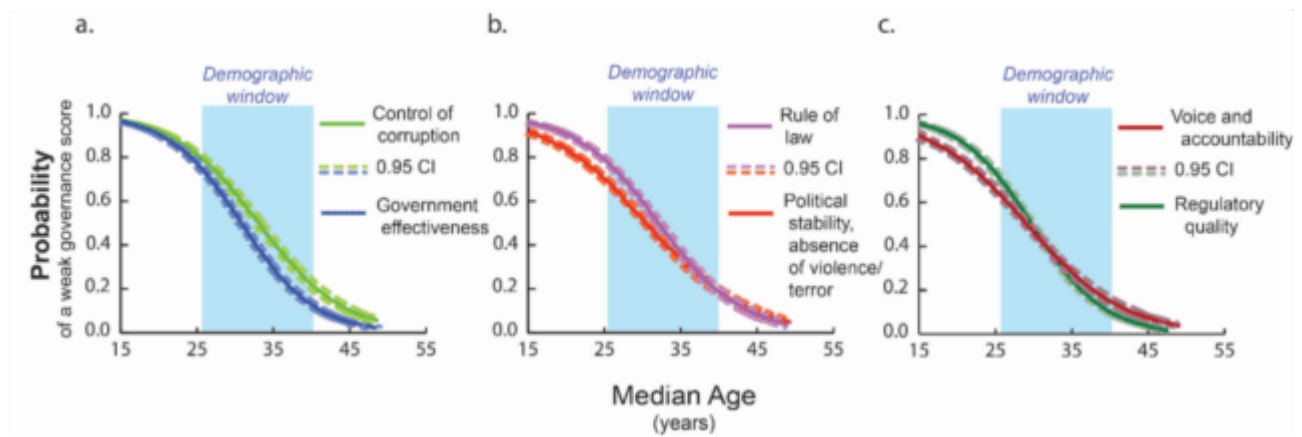 a.
Demographic
window
Probability
of a weak governance score
1.0
0.8
0.6
0.4
0.2
0.0
15
25
35
45
55
Control of
corruption
0.95 CI
Government
effectiveness
b.
Demographic
window
1.0
0.8
0.6
0.4
0.2
0.0
15
25
35
45
55
Rule of
law
0.95 CI
Political
stability,
absence
of violence/
terror
c.
Demographic
window
1.0
0.8
0.6
0.4
0.2
0.0
15
25
35
45
55
Voice and
accountability
0.95 CI
Regulatory
quality
Median Age
(years)